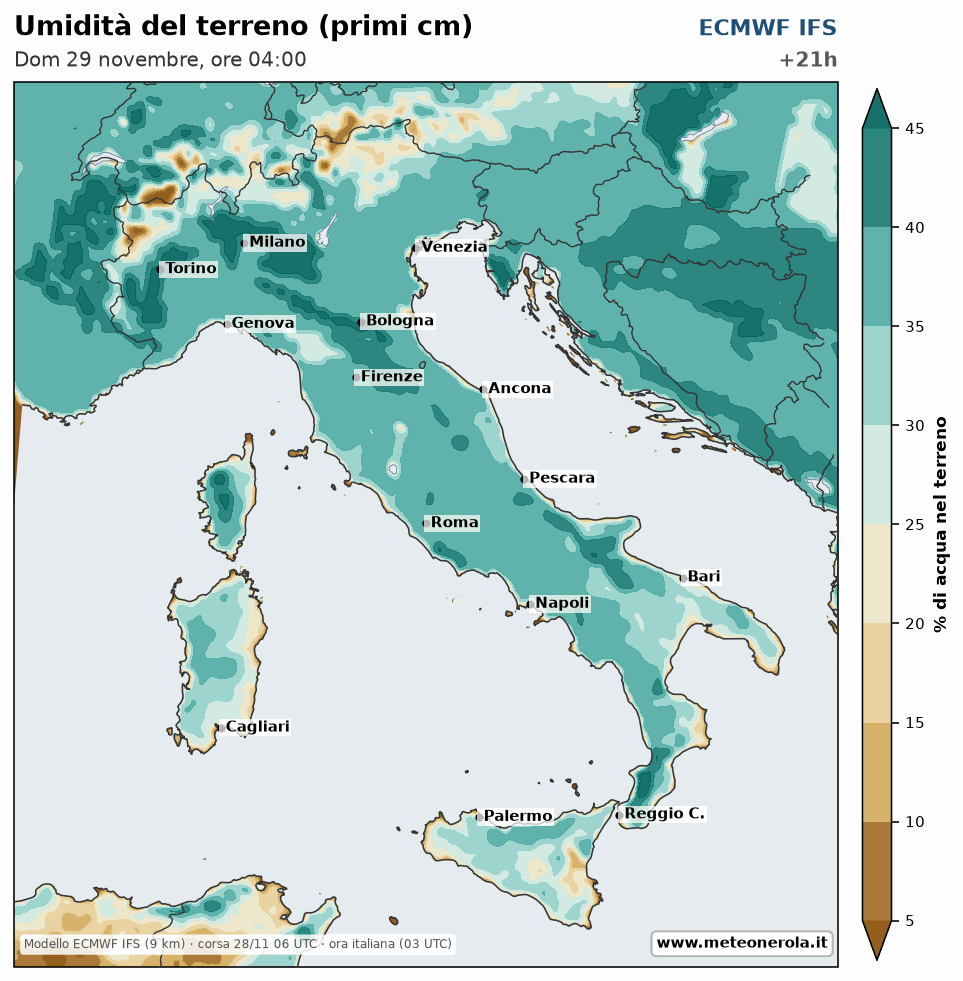 Umidità del terreno (primi cm)
ECMWF IFS
Dom 29 novembre, ore 04:00
+21h
45
40
35
30
25
20
15
10
5
% di acqua nel terreno
Milano
Venezia
Torino
Genova
Bologna
Firenze
Ancona
Pescara
Roma
Bari
Napoli
Cagliari
Palermo
Reggio C.
Modello ECMWF IFS (9 km) · corsa 28/11 06 UTC · ora italiana (03 UTC)
www.meteonerola.it